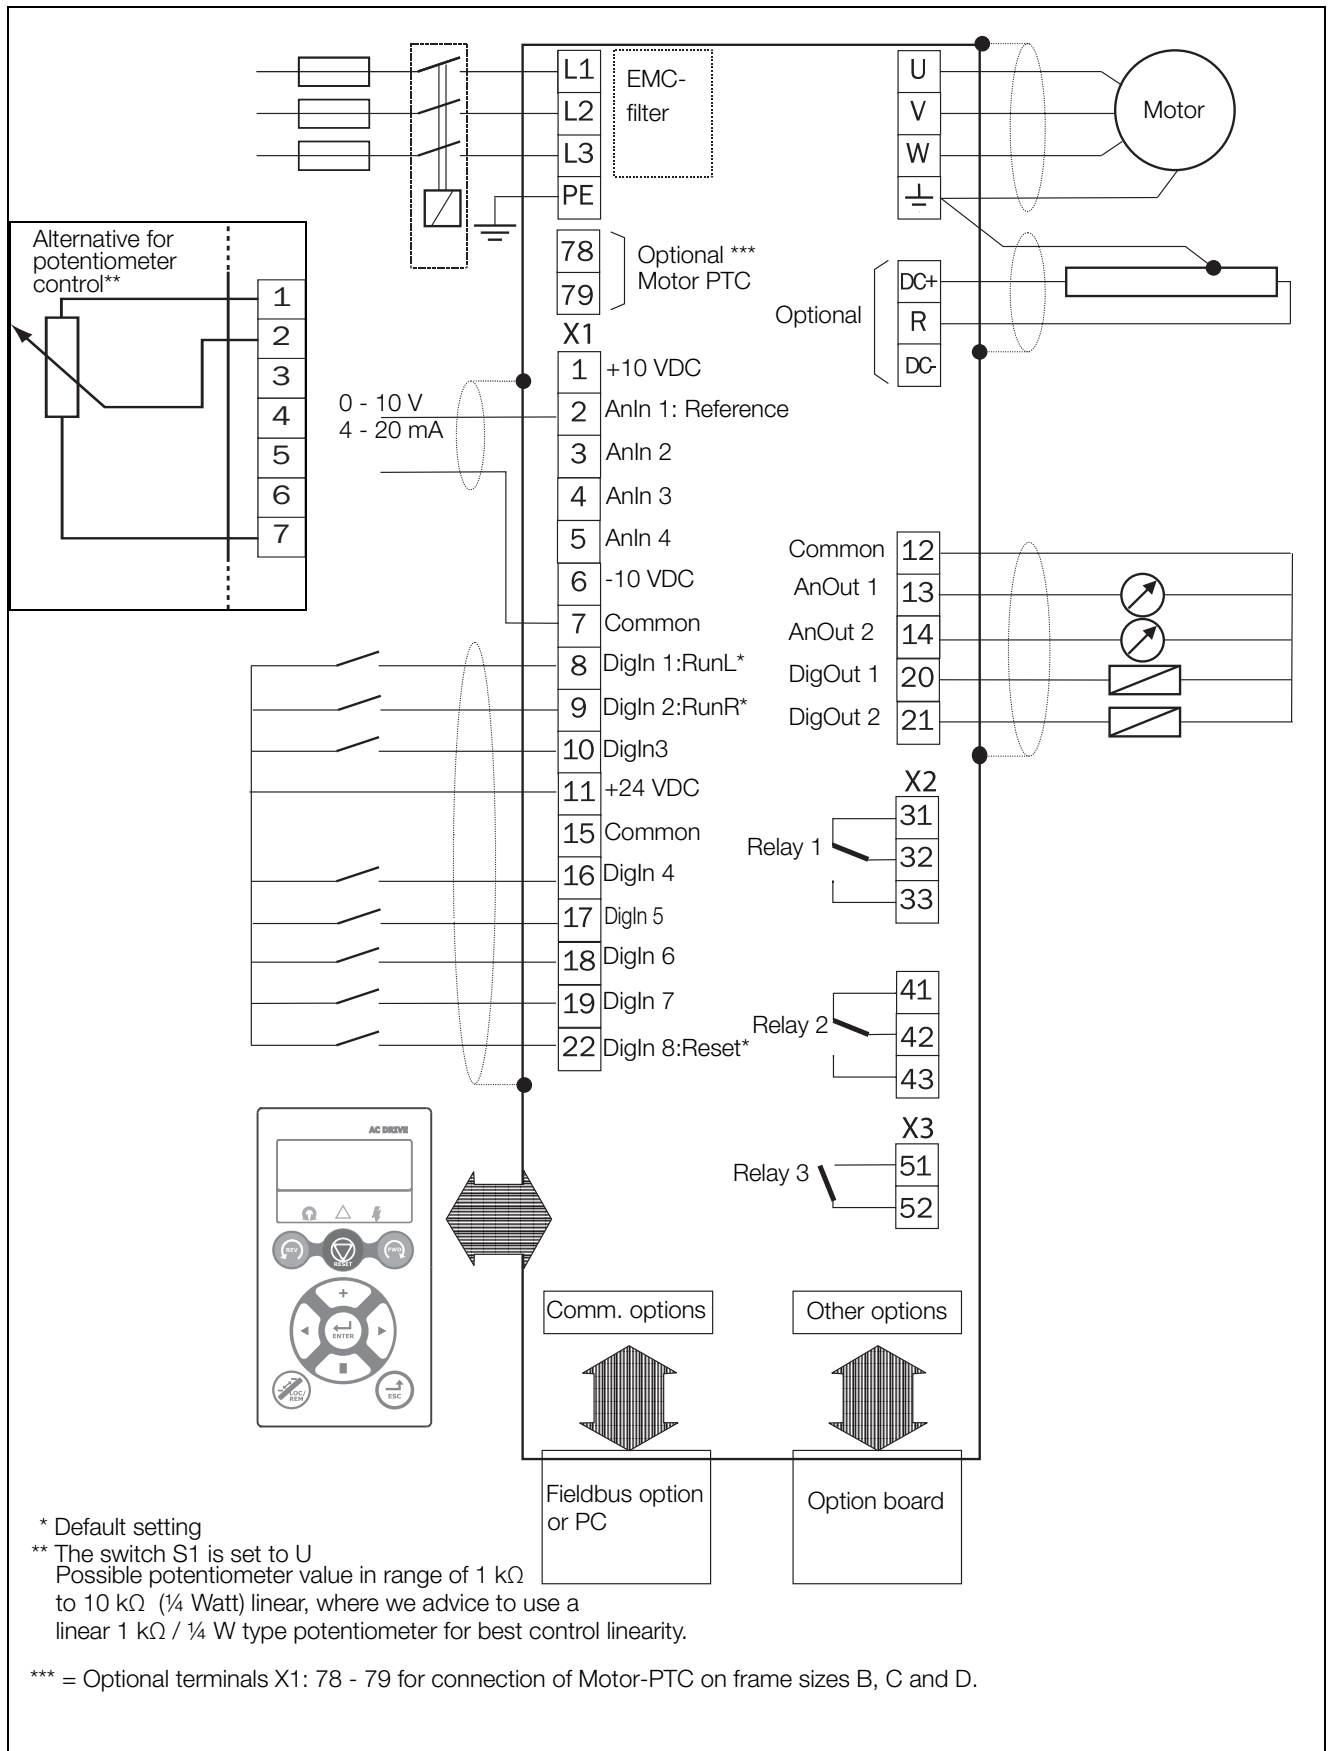 L1
L2
L3
PE
EMC-
filter
U
V
W
Motor
78
79
Optional ***
Motor PTC
Optional
DC+
R
DC-
Alternative for
potentiometer
control**
1
2
3
4
5
6
7
X1
0 - 10 V
4 - 20 mA
1 +10 VDC
2 AnIn 1: Reference
3 AnIn 2
4 AnIn 3
5 AnIn 4
6 -10 VDC
7 Common
8 DigIn 1:RunL*
9 DigIn 2:RunR*
10 DigIn3
11 +24 VDC
15 Common
16 DigIn 4
17 DigIn 5
18 DigIn 6
19 DigIn 7
22 DigIn 8:Reset*
Common 12
AnOut 1 13
AnOut 2 14
DigOut 1 20
DigOut 2 21
X2
Relay 1
31
32
33
Relay 2
41
42
43
X3
Relay 3
51
52
AC DRIVE
REV
RESET
FWD
+
ENTER
LOC/
REM
ESC
Comm. options
Other options
Fieldbus option
or PC
Option board
* Default setting
** The switch S1 is set to U
Possible potentiometer value in range of 1 kΩ
to 10 kΩ (¼ Watt) linear, where we advice to use a
linear 1 kΩ / ¼ W type potentiometer for best control linearity.
*** = Optional terminals X1: 78 - 79 for connection of Motor-PTC on frame sizes B, C and D.